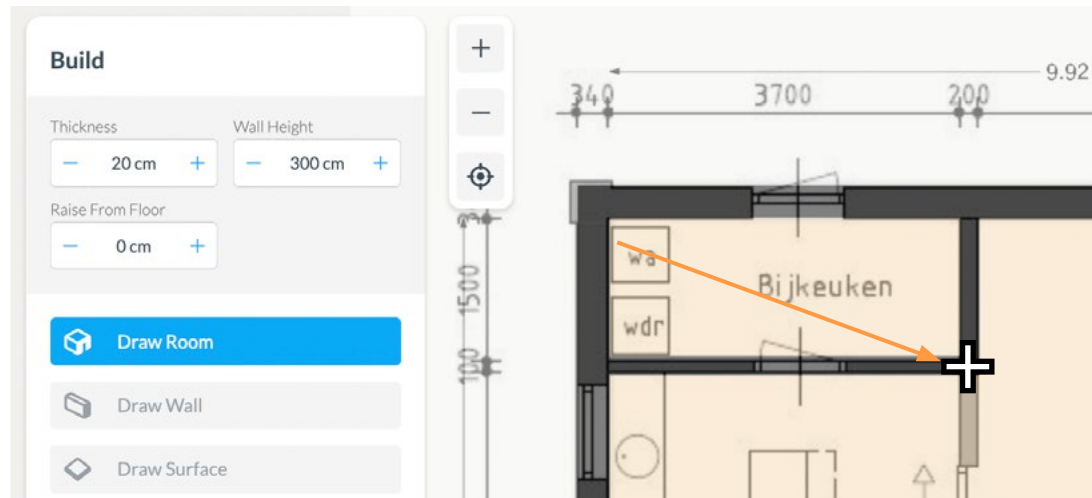 Build
Thickness
Wall Height
20 cm
300 cm
Raise From Floor
0 cm
Draw Room
Draw Wall
Draw Surface
9.92
340
3700
200
1500
100
wa
wdr
Bijkeuken